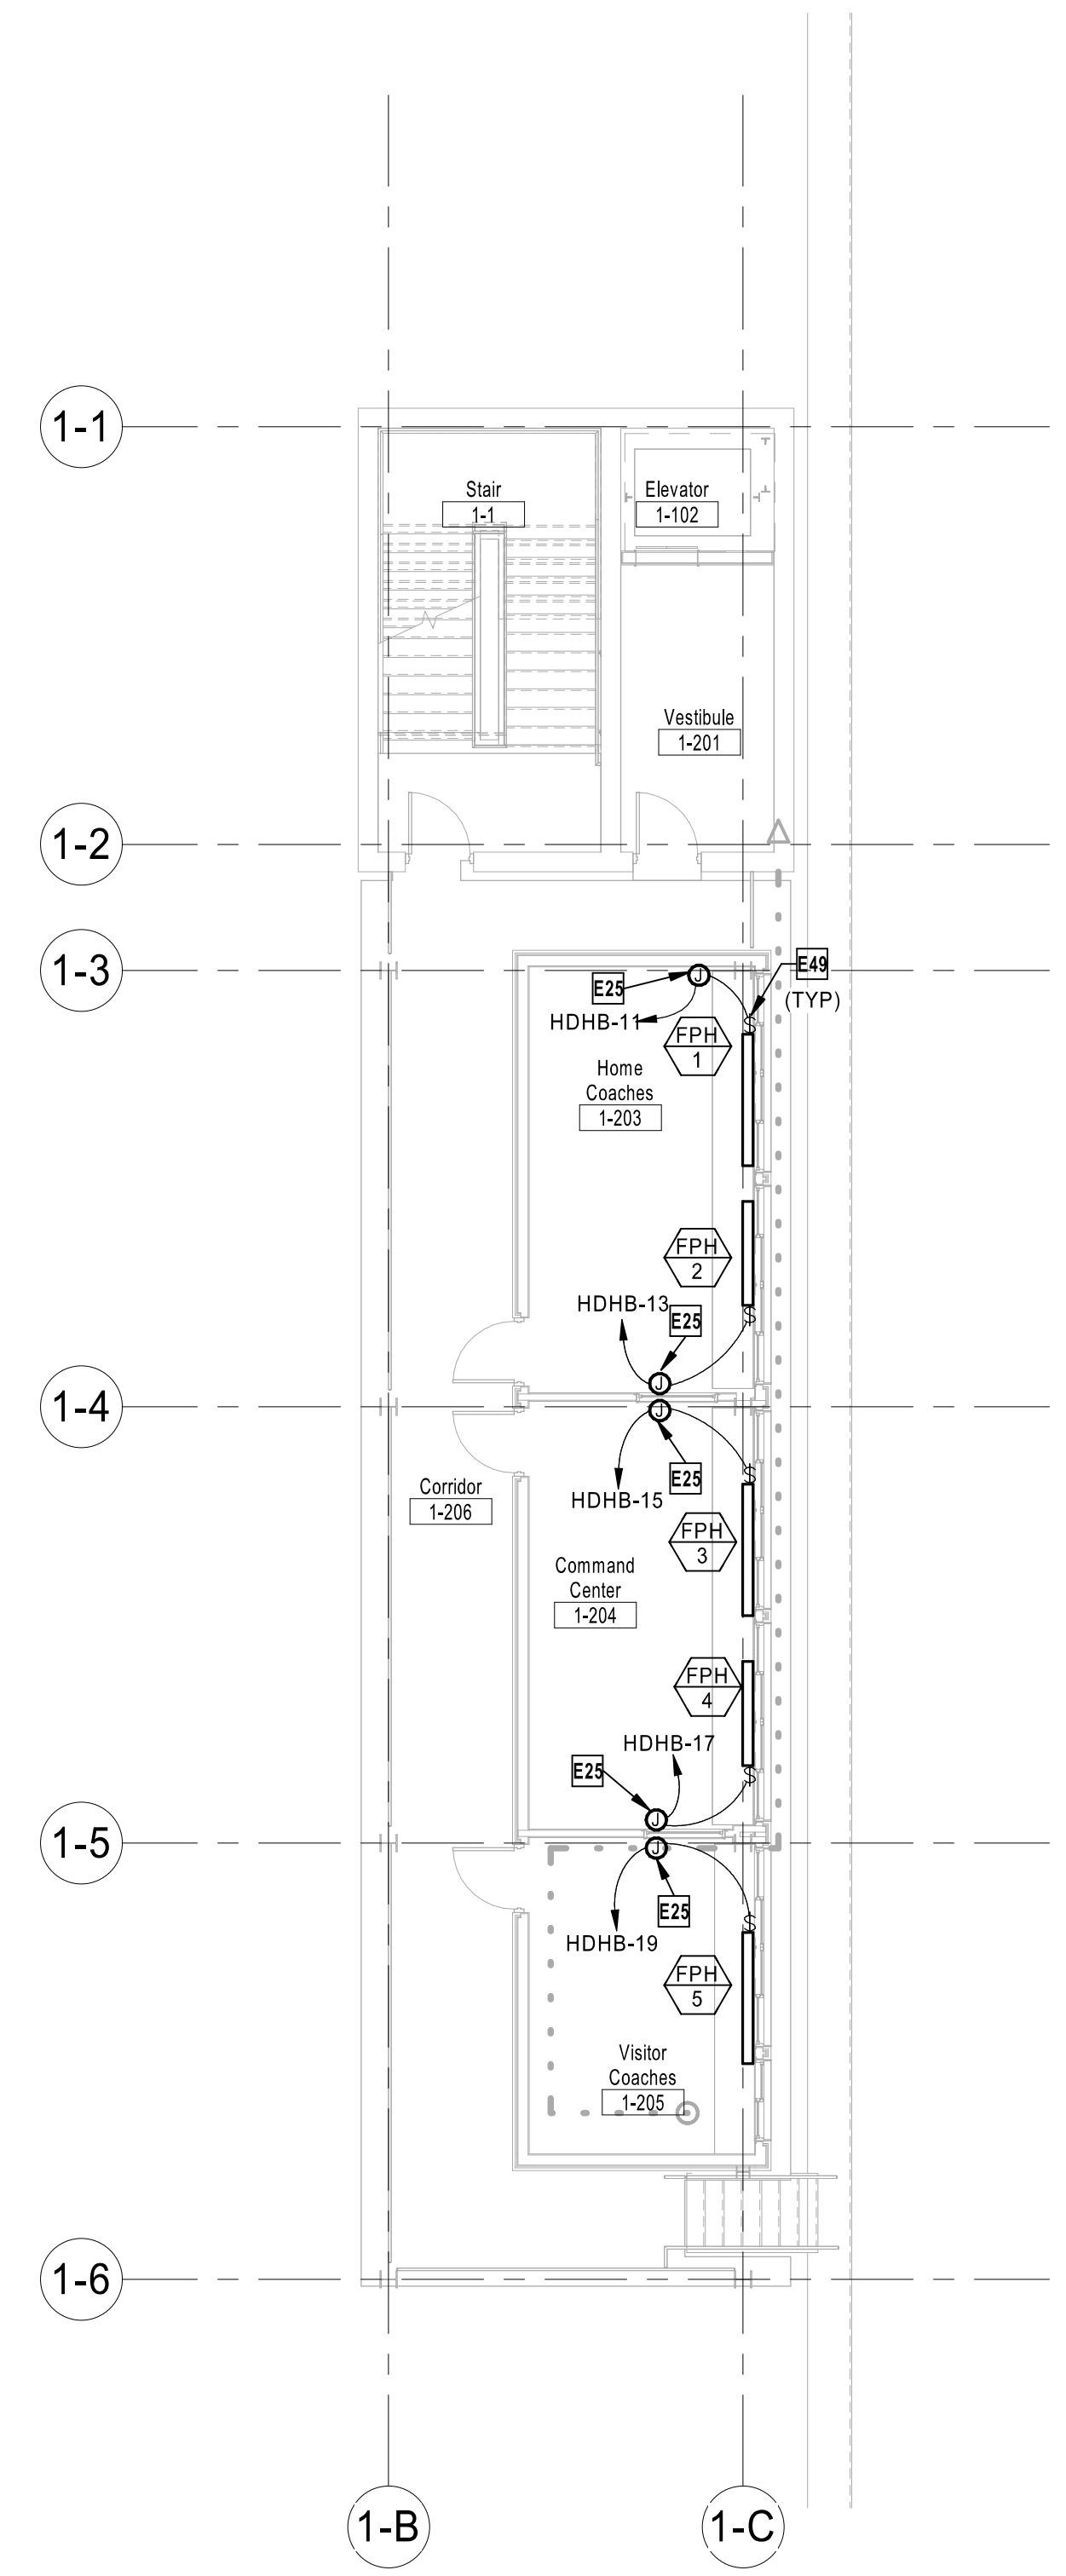 1-1
Stair
1-1
Elevator
1-102
Vestibule
1-201
1-2
1-3
E49
(TYP)
E25
HDHB-11
$
FPH
1
Home
Coaches
1-203
J
FPH
2
HDHB-13
E25
$
J
1-4
J
E25
$
HDHB-15
Corridor
1-206
FPH
3
Command
Center
1-204
FPH
4
HDHB-17
E25
$
J
1-5
J
E25
$
HDHB-19
FPH
5
Visitor
Coaches
1-205
1-6
1-B
1-C